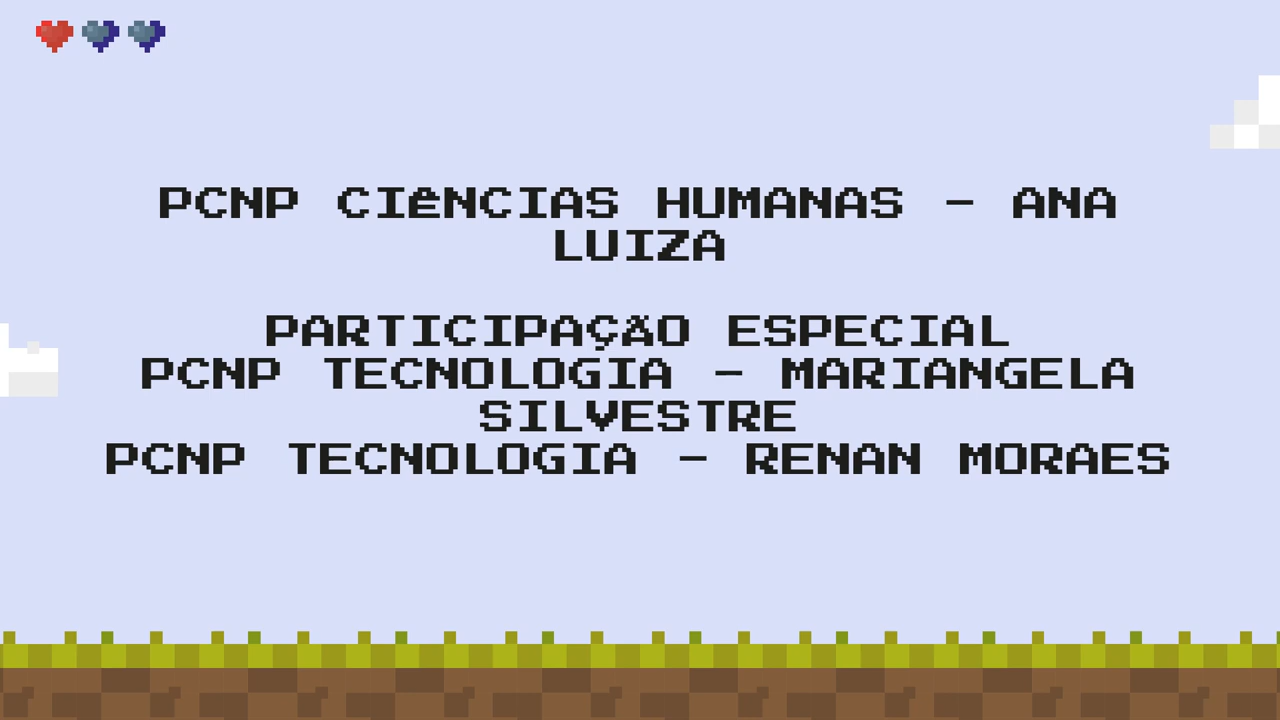 PCNP CIÊNCIAS HUMANAS - ANA
LUIZA
PARTICIPAÇÃO ESPECIAL
PCNP TECNOLOGIA - MARIANGELA
SILVESTRE
PCNP TECNOLOGIA - RENAN MORAES